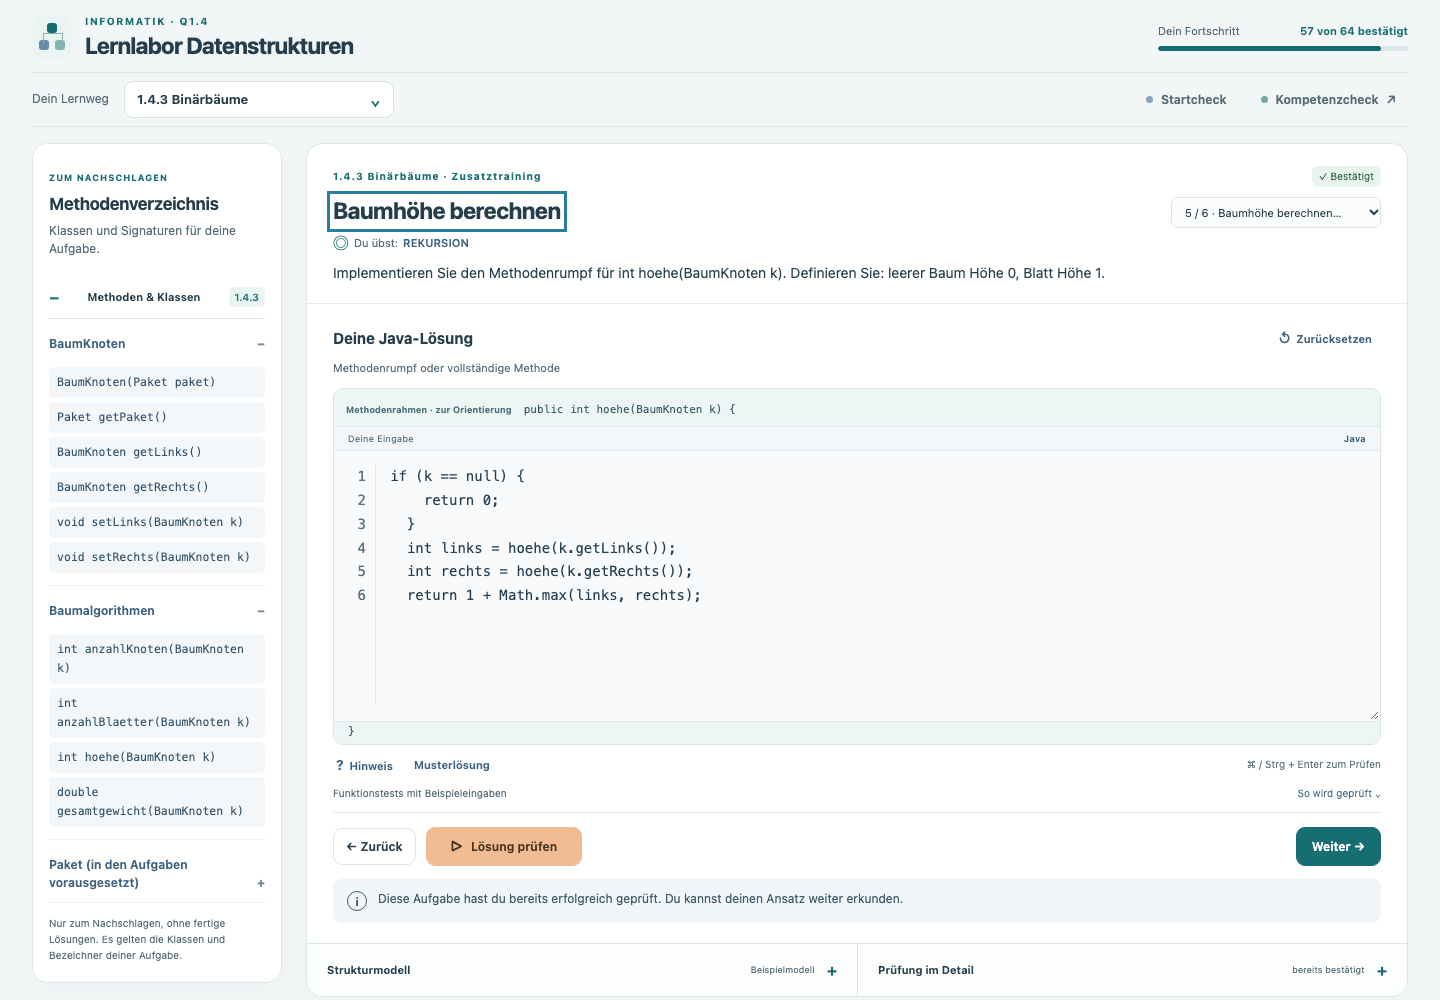 INFORMATIK · Q1.4
Lernlabor Datenstrukturen
Dein Fortschritt
57 von 64 bestätigt
Dein Lernweg
1.4.3 Binärbäume
Startcheck
Kompetenzcheck ↗
ZUM NACHSCHLAGEN
Methodenverzeichnis
Klassen und Signaturen für deine
Aufgabe.
− Methoden & Klassen 1.4.3
BaumKnoten −
BaumKnoten(Paket paket)
Paket getPaket()
BaumKnoten getLinks()
BaumKnoten getRechts()
void setLinks(BaumKnoten k)
void setRechts(BaumKnoten k)
Baumalgorithmen −
int anzahlKnoten(BaumKnoten
k)
int
anzahlBlaetter(BaumKnoten k)
int hoehe(BaumKnoten k)
double
gesamtgewicht(BaumKnoten k)
Paket (in den Aufgaben
vorausgesetzt) +
Nur zum Nachschlagen, ohne fertige
Lösungen. Es gelten die Klassen und
Bezeichner deiner Aufgabe.
1.4.3 Binärbäume · Zusatztraining
✓ Bestätigt
Baumhöhe berechnen
5 / 6 · Baumhöhe berechnen...
Du übst: REKURSION
Implementieren Sie den Methodenrumpf für int hoehe(BaumKnoten k). Definieren Sie: leerer Baum Höhe 0, Blatt Höhe 1.
Deine Java-Lösung
↺ Zurücksetzen
Methodenrumpf oder vollständige Methode
Methodenrahmen · zur Orientierung public int hoehe(BaumKnoten k) {
Deine Eingabe
Java
1 if (k == null) {
2     return 0;
3   }
4   int links = hoehe(k.getLinks());
5   int rechts = hoehe(k.getRechts());
6   return 1 + Math.max(links, rechts);
}
? Hinweis
Musterlösung
⌘ / Strg + Enter zum Prüfen
Funktionstests mit Beispieleingaben
So wird geprüft ⌄
← Zurück
▷ Lösung prüfen
Weiter →
Diese Aufgabe hast du bereits erfolgreich geprüft. Du kannst deinen Ansatz weiter erkunden.
Strukturmodell
Beispielmodell +
Prüfung im Detail
bereits bestätigt +